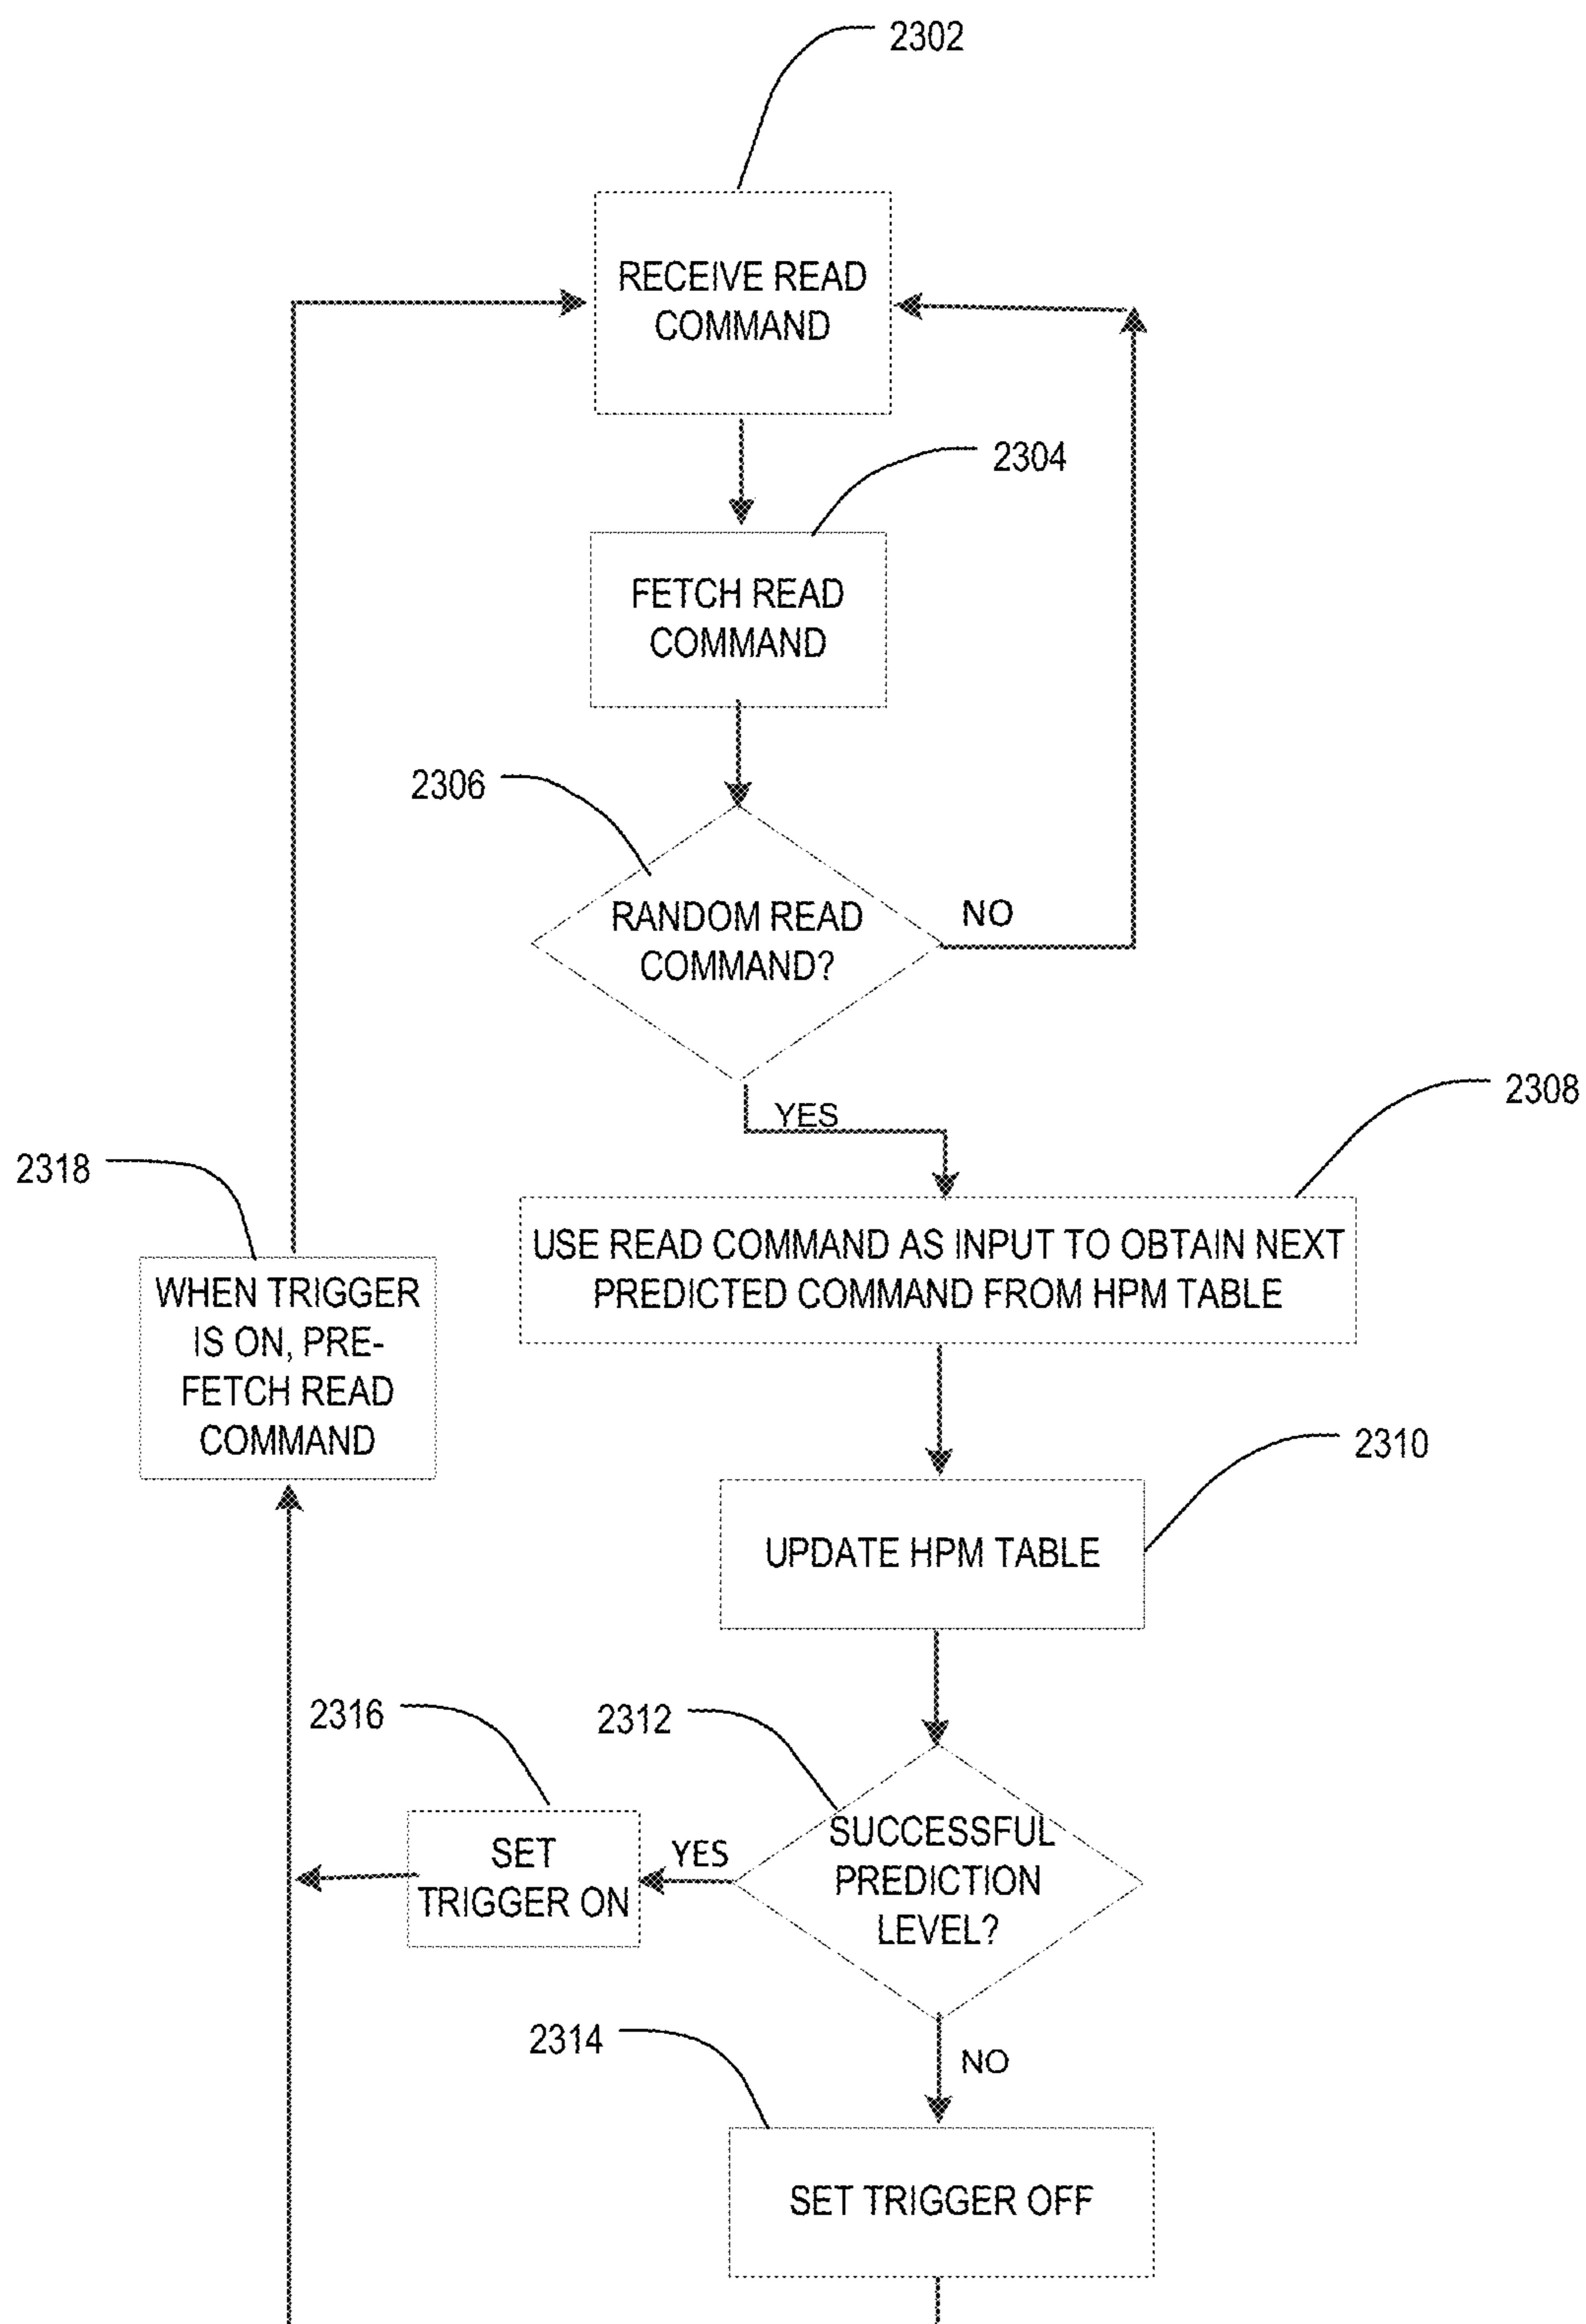 2302
RECEIVE READ
COMMAND
2304
FETCH READ
COMMAND
2306
RANDOM READ
COMMAND?
NO
YES
2308
USE READ COMMAND AS INPUT TO OBTAIN NEXT
PREDICTED COMMAND FROM HPM TABLE
2318
WHEN TRIGGER
IS ON, PRE-
FETCH READ
COMMAND
2310
UPDATE HPM TABLE
2316
SET
TRIGGER ON
YES
2312
SUCCESSFUL
PREDICTION
LEVEL?
NO
2314
SET TRIGGER OFF